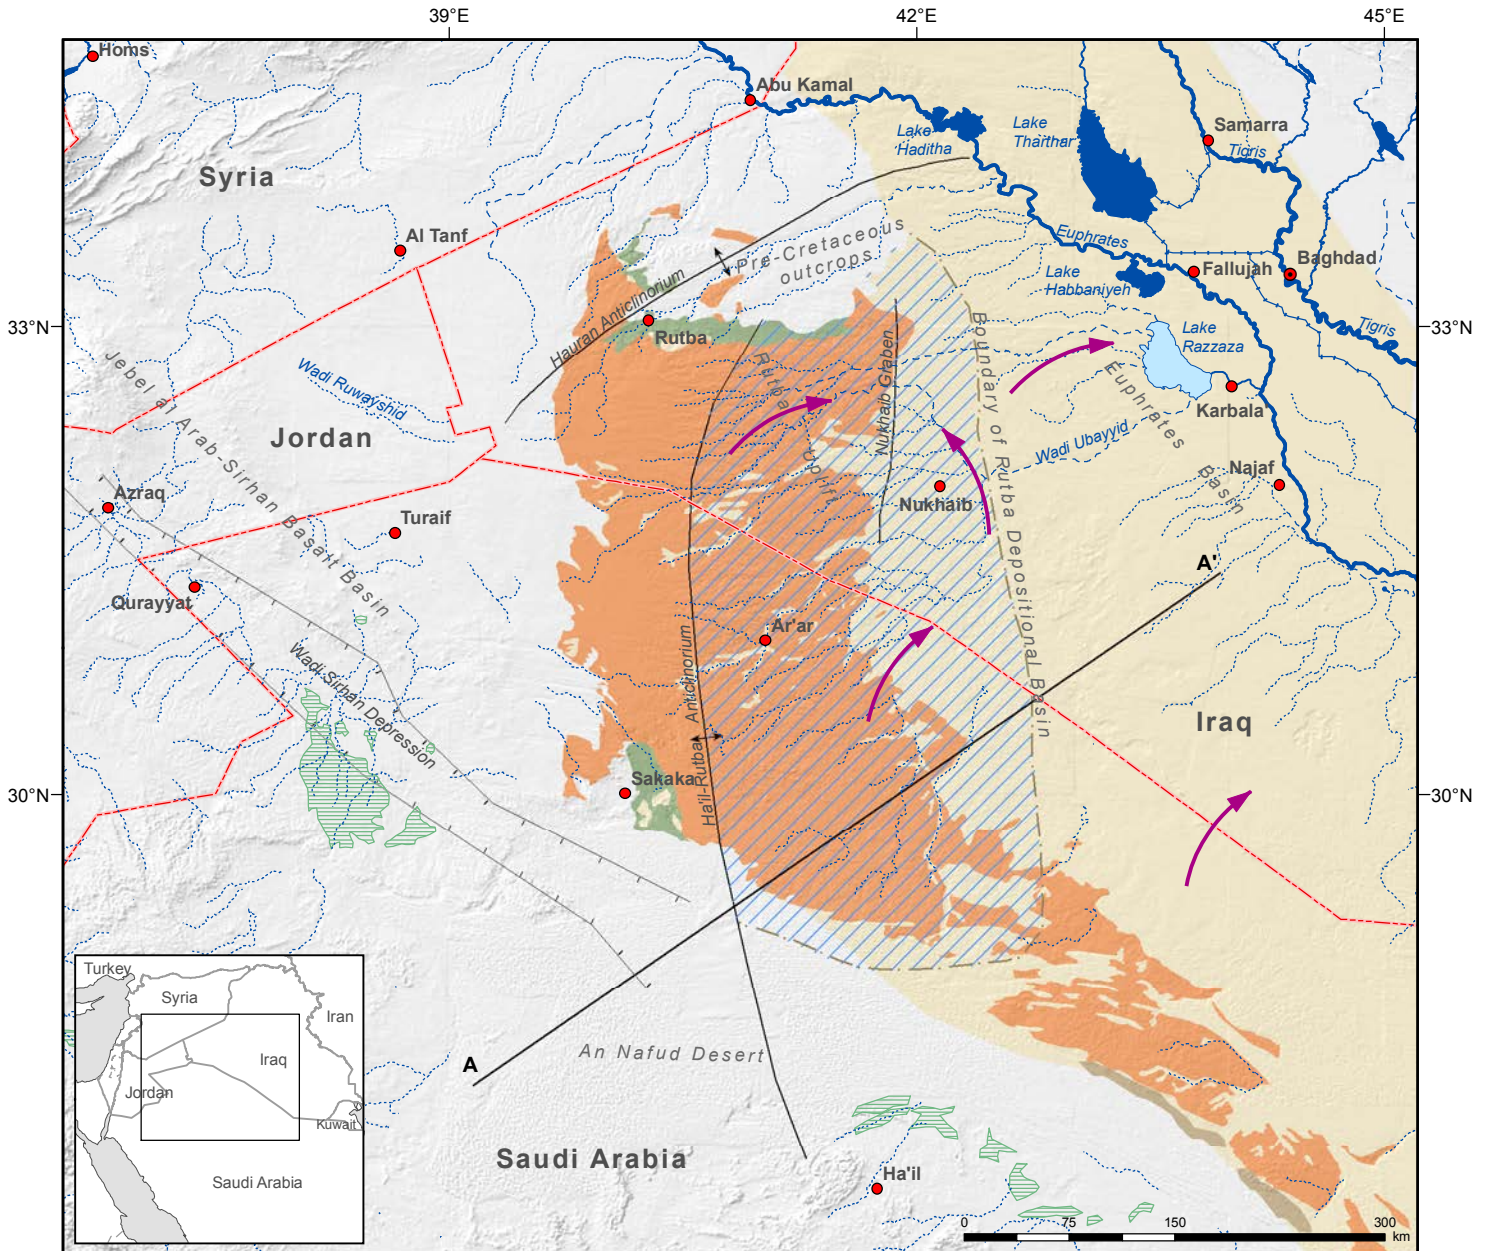 39°E
42°E
45°E
Homs
Abu Kamal
Lake
Haditha
Lake
Tharthar
Samarra
Tigris
Syria
Al Tanf
Pre-Cretaceous
outcrops
Euphrates
Fallujah
Baghdad
Lake
Habbaniyeh
Hauran Anticlinorium
33°N
33°N
Rutba
Lake
Razzaza
Tigris
Jebel al Arab-Sirhan Basalt Basin
Wadi Ruwayshid
Rutba Uplift
Nukhaib Graben
Boundary of Rutba Depositional Basin
Euphrates Basin
Karbala
Jordan
Wadi Ubayyid
Najaf
Azraq
Turaif
Nukhaib
A'
Qurayyat
Ar'ar
Wadi Sirhan Depression
Ha'il-Rutba Anticlinorium
Iraq
Sakaka
30°N
30°N
An Nafud Desert
A
Saudi Arabia
Ha'il
Turkey
Syria
Iran
Iraq
Jordan
Kuwait
Saudi Arabia
0 75 150 300
km